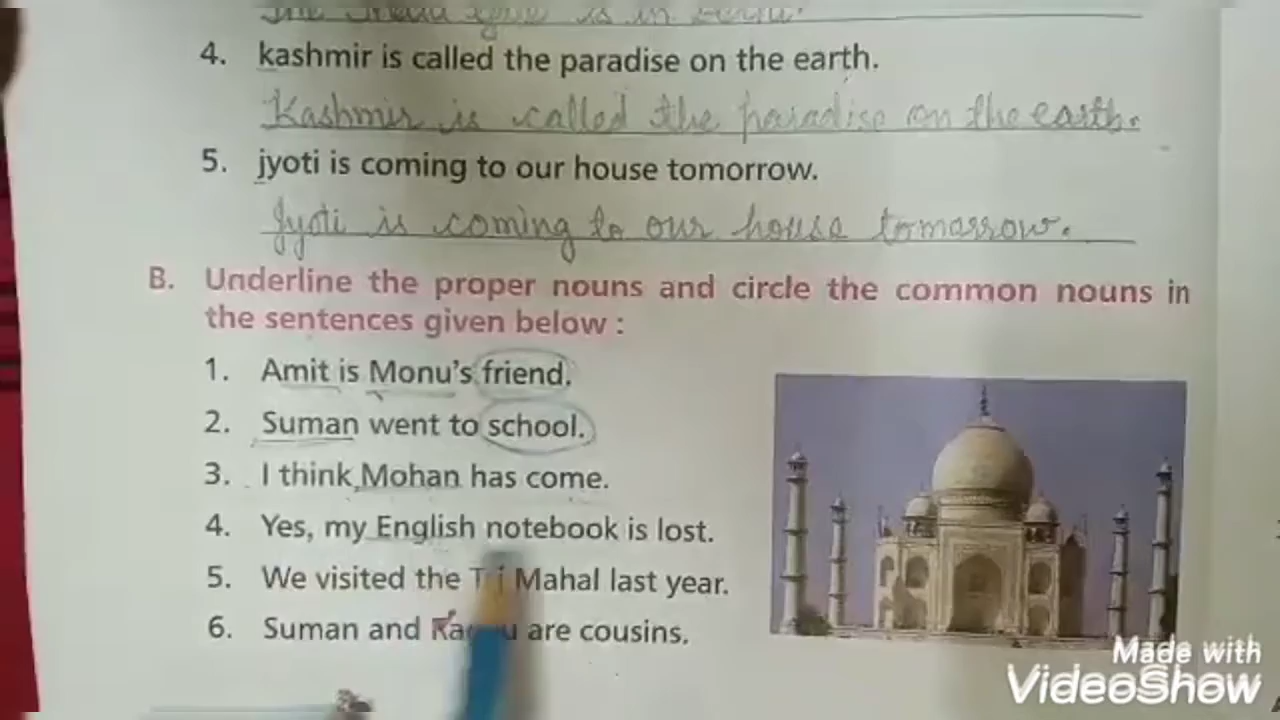 is in
4. kashmir is called the paradise on the earth.
Kashmir is called the paradise on the earth.
5. jyoti is coming to our house tomorrow.
Jyoti is coming to our house tomorrow.
B. Underline the proper nouns and circle the common nouns in
the sentences given below :
1. Amit is Monu's friend.
2. Suman went to school.
3. I think Mohan has come.
4. Yes, my English notebook is lost.
5. We visited the Mahal last year.
6. Suman and are cousins.
Made with
VideoShow